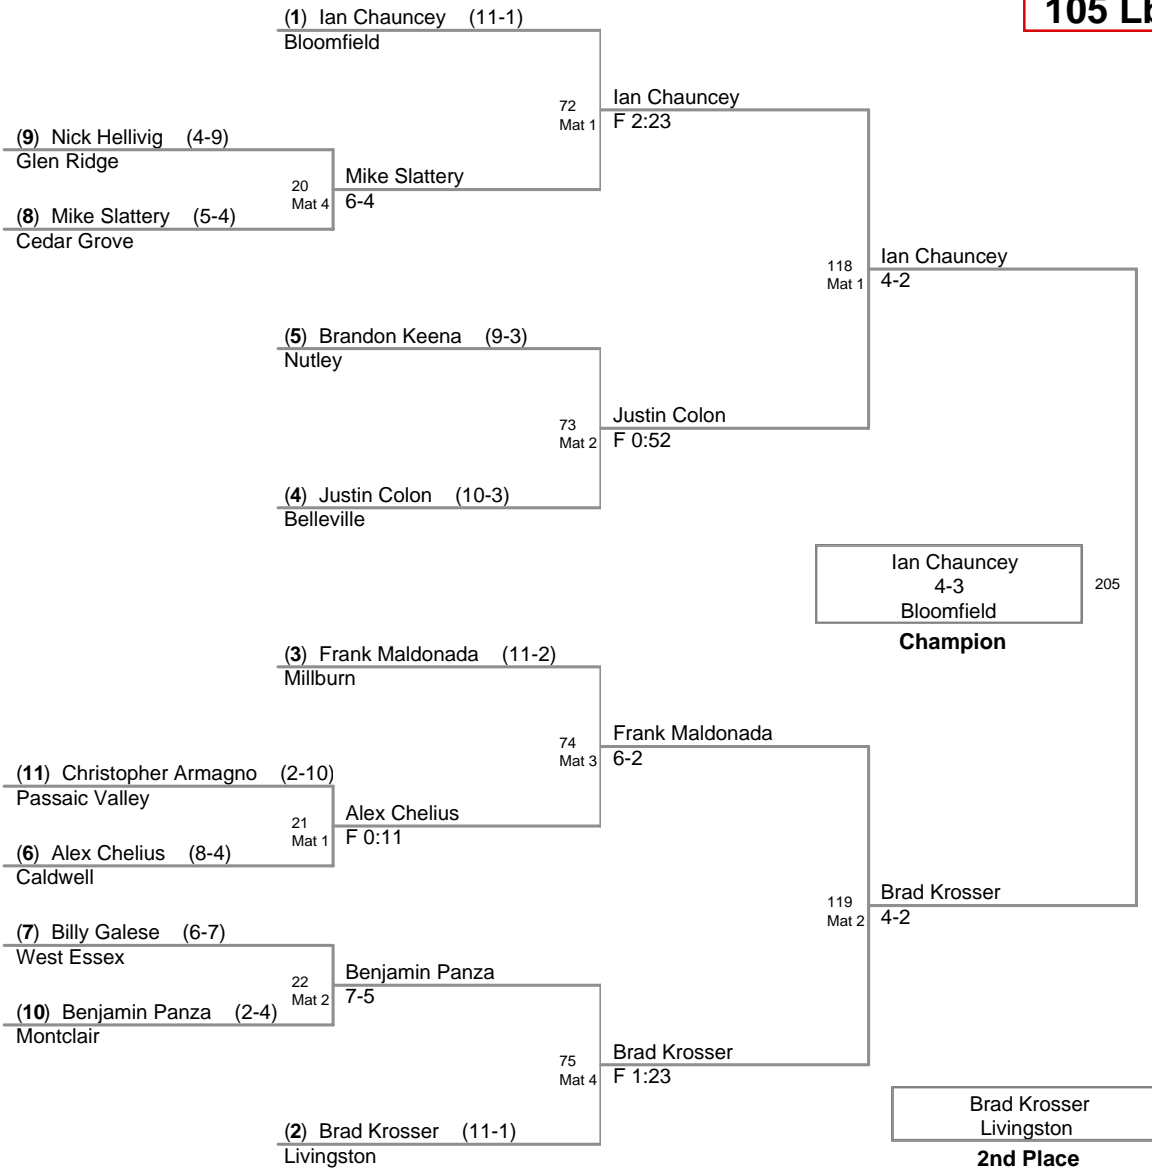 105 Lb
(1) Ian Chauncey (11-1)
Bloomfield
72
Mat 1
Ian Chauncey
F 2:23
(9) Nick Hellivig (4-9)
Glen Ridge
20
Mat 4
Mike Slattery
6-4
(8) Mike Slattery (5-4)
Cedar Grove
118
Mat 1
Ian Chauncey
4-2
(5) Brandon Keena (9-3)
Nutley
73
Mat 2
Justin Colon
F 0:52
(4) Justin Colon (10-3)
Belleville
Ian Chauncey
4-3
Bloomfield
205
Champion
(3) Frank Maldonada (11-2)
Millburn
74
Mat 3
Frank Maldonada
6-2
(11) Christopher Armagno (2-10)
Passaic Valley
21
Mat 1
Alex Chelius
F 0:11
(6) Alex Chelius (8-4)
Caldwell
119
Mat 2
Brad Krosser
4-2
(7) Billy Galese (6-7)
West Essex
22
Mat 2
Benjamin Panza
7-5
(10) Benjamin Panza (2-4)
Montclair
75
Mat 4
Brad Krosser
F 1:23
(2) Brad Krosser (11-1)
Livingston
Brad Krosser
Livingston
2nd Place